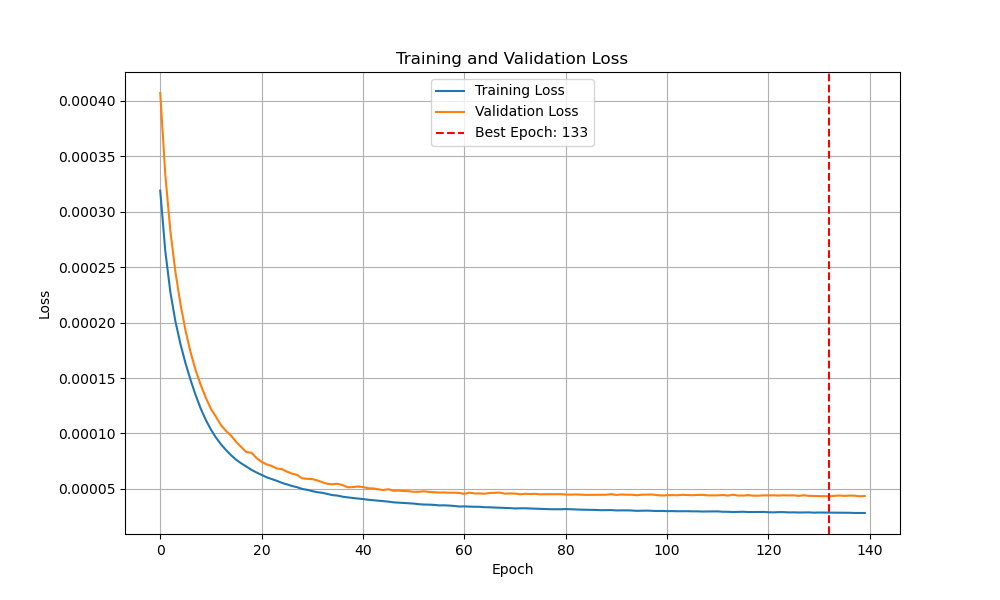 Training and Validation Loss
Training Loss
Validation Loss
Best Epoch: 133
0.00040
0.00035
0.00030
0.00025
0.00020
0.00015
0.00010
0.00005
Loss
0 20 40 60 80 100 120 140
Epoch